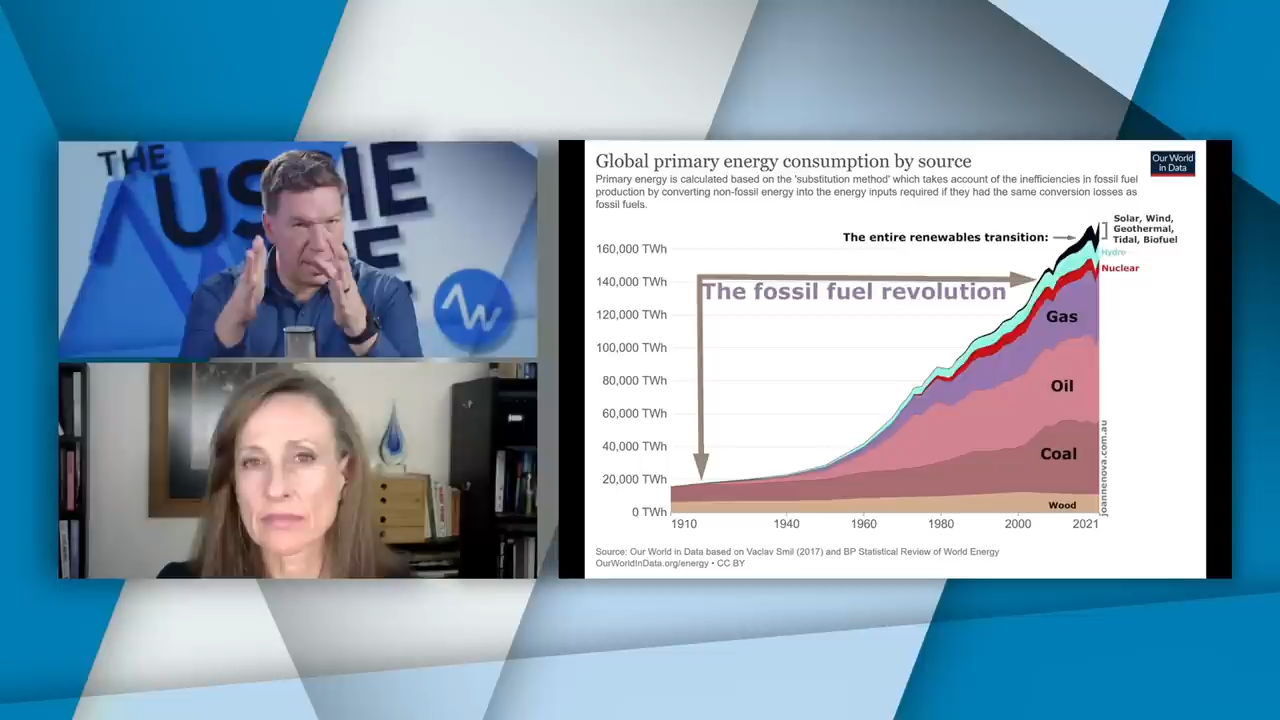 THE
USSIE
Global primary energy consumption by source
Our World
in Data
Primary energy is calculated based on the 'substitution method' which takes account of the inefficiencies in fossil fuel
production by converting non-fossil energy into the energy inputs required if they had the same conversion losses as
fossil fuels.
Solar, Wind,
Geothermal,
Tidal, Biofuel
The entire renewables transition:
Hydro
Nuclear
The fossil fuel revolution
Gas
Oil
Coal
Wood
160,000 TWh
140,000 TWh
120,000 TWh
100,000 TWh
80,000 TWh
60,000 TWh
40,000 TWh
20,000 TWh
0 TWh
1910 1940 1960 1980 2000 2021
joannenova.com.au
Source: Our World in Data based on Vaclav Smil (2017) and BP Statistical Review of World Energy
OurWorldInData.org/energy • CC BY